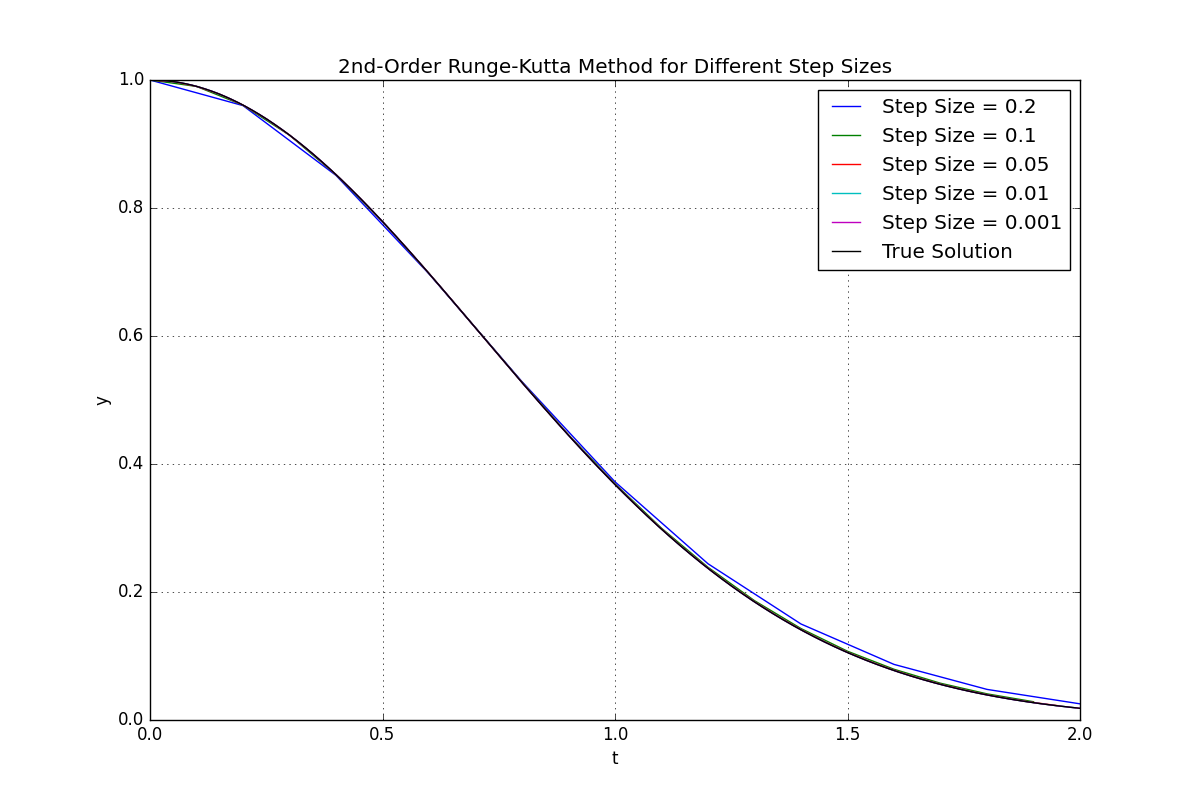 2nd-Order Runge-Kutta Method for Different Step Sizes
1.0
0.8
0.6
0.4
0.2
0.0
y
Step Size = 0.2
Step Size = 0.1
Step Size = 0.05
Step Size = 0.01
Step Size = 0.001
True Solution
0.0 0.5 1.0 1.5 2.0
t